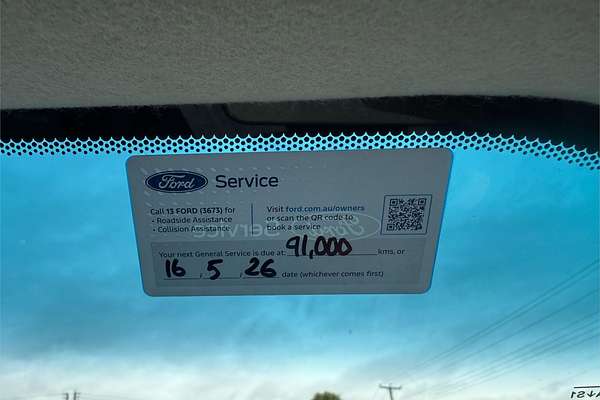 Ford Service
Call 13 FORD (3673) for
• Roadside Assistance
• Collision Assistance
Visit ford.com.au/owners
or scan the QR code to
book a service
Your next General Service is due at: 91,000 kms, or
16 , 5 , 26 date (whichever comes first)